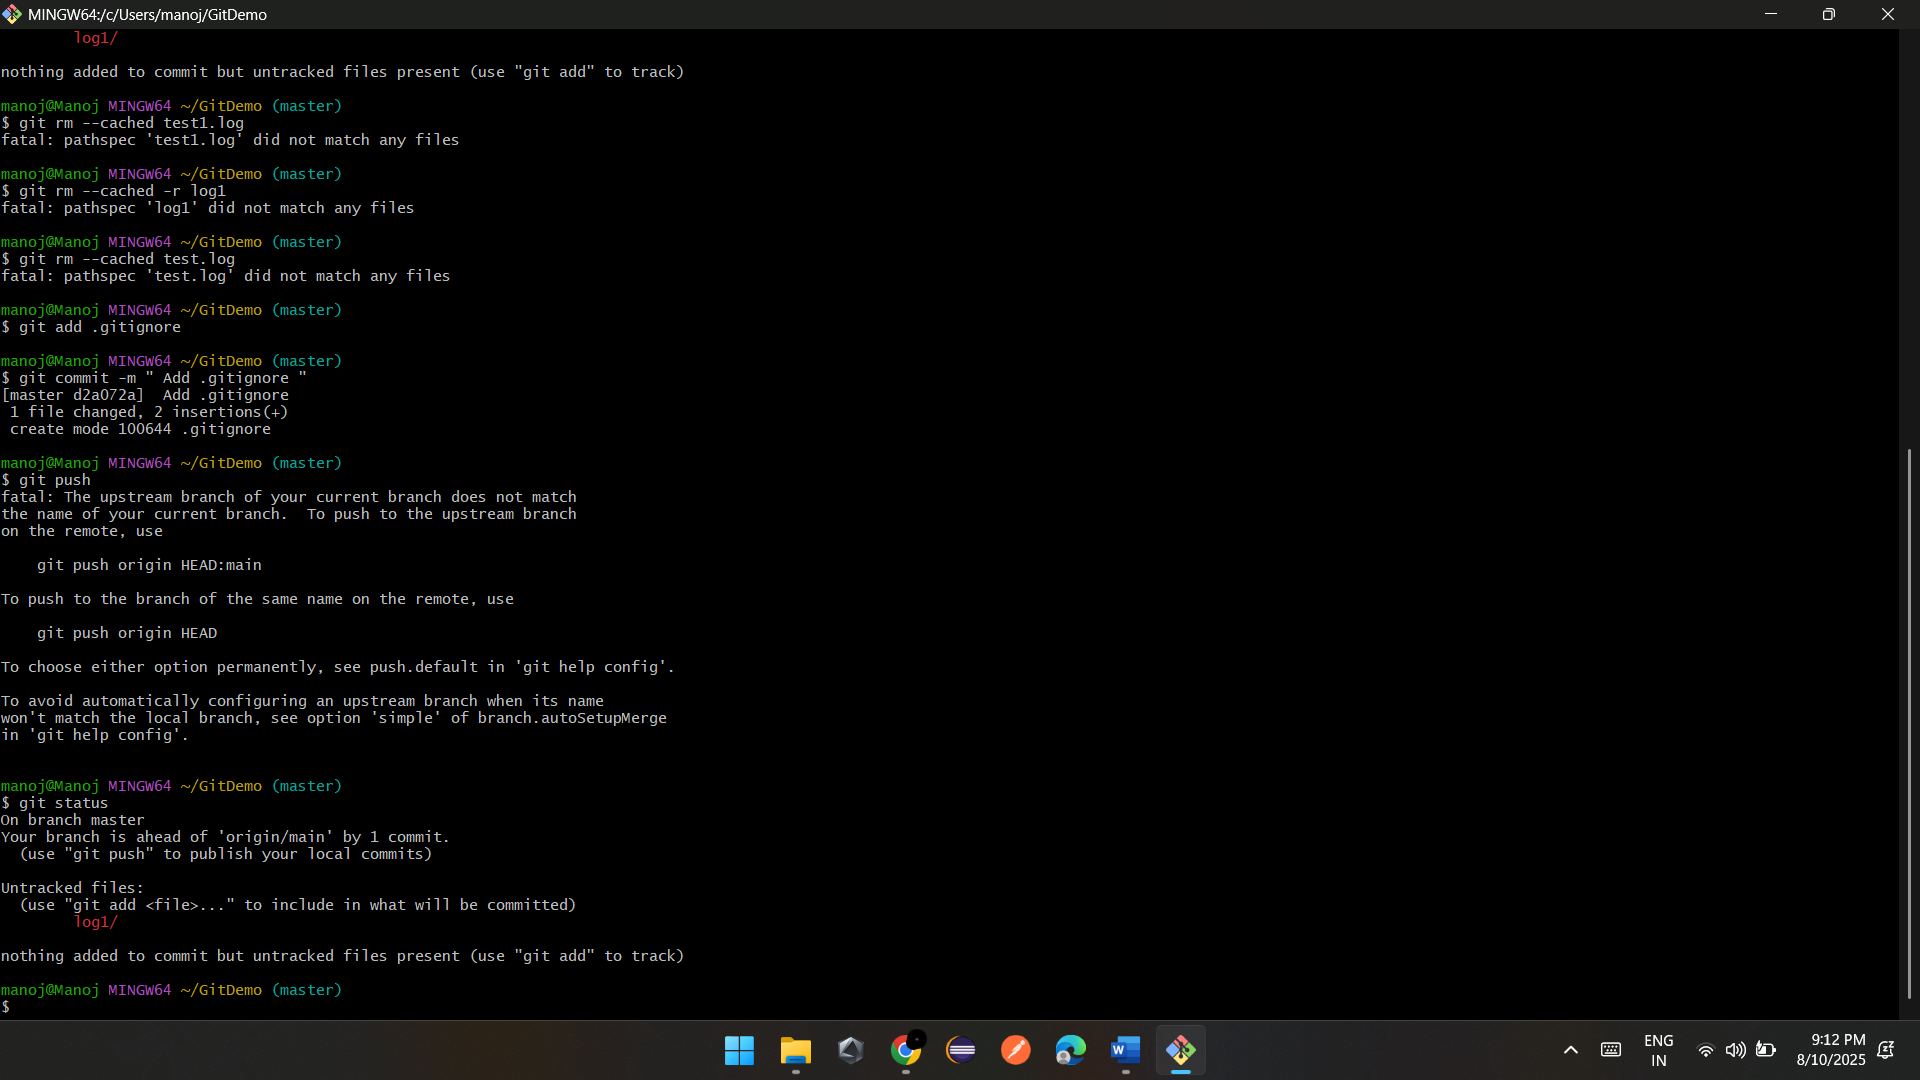 MINGW64:/c/Users/manoj/GitDemo
log1/
nothing added to commit but untracked files present (use "git add" to track)
manoj@Manoj MINGW64 ~/GitDemo (master)
$ git rm --cached test1.log
fatal: pathspec 'test1.log' did not match any files
manoj@Manoj MINGW64 ~/GitDemo (master)
$ git rm --cached -r log1
fatal: pathspec 'log1' did not match any files
manoj@Manoj MINGW64 ~/GitDemo (master)
$ git rm --cached test.log
fatal: pathspec 'test.log' did not match any files
manoj@Manoj MINGW64 ~/GitDemo (master)
$ git add .gitignore
manoj@Manoj MINGW64 ~/GitDemo (master)
$ git commit -m " Add .gitignore "
[master d2a072a]  Add .gitignore
 1 file changed, 2 insertions(+)
 create mode 100644 .gitignore
manoj@Manoj MINGW64 ~/GitDemo (master)
$ git push
fatal: The upstream branch of your current branch does not match
the name of your current branch.  To push to the upstream branch
on the remote, use
    git push origin HEAD:main
To push to the branch of the same name on the remote, use
    git push origin HEAD
To choose either option permanently, see push.default in 'git help config'.
To avoid automatically configuring an upstream branch when its name
won't match the local branch, see option 'simple' of branch.autoSetupMerge
in 'git help config'.
manoj@Manoj MINGW64 ~/GitDemo (master)
$ git status
On branch master
Your branch is ahead of 'origin/main' by 1 commit.
  (use "git push" to publish your local commits)
Untracked files:
  (use "git add <file>..." to include in what will be committed)
log1/
nothing added to commit but untracked files present (use "git add" to track)
manoj@Manoj MINGW64 ~/GitDemo (master)
$
W
ENG
IN
9:12 PM
8/10/2025